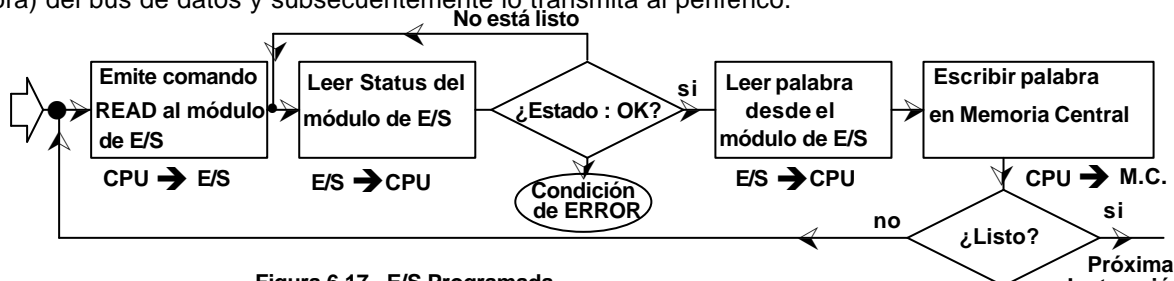 del bus de datos y subsecuentemente lo transmita al periférico.
No está listo
Emite comando
READ al módulo
de E/S
CPU ➔ E/S
Leer Status del
módulo de E/S
E/S ➔ CPU
¿Estado : OK?
si
Condición
de ERROR
Leer palabra
desde el
módulo de E/S
E/S ➔ CPU
Escribir palabra
en Memoria Central
CPU ➔ M.C.
no
¿Listo?
si
Próxima
Figura 6.17 - E/S Programada